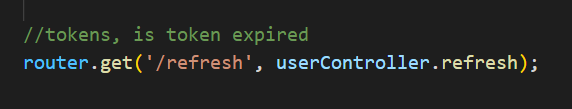 //tokens, is token expired
router.get('/refresh', userController.refresh);